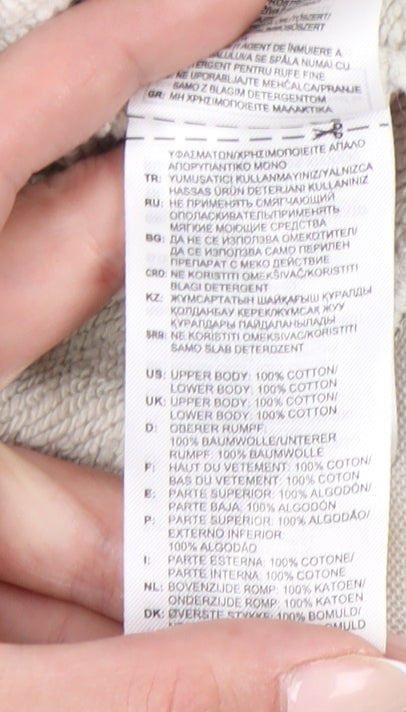 AGENT DE ÎNMUIERE A
SE SPĂLA NUMAI CU
DETERGENT PENTRU RUFE FINE
NE UPORABLJAJTE MEHČALCA/PRANJE
SAMO Z BLAGIM DETERGENTOM
GR: ΜΗ ΧΡΗΣΙΜΟΠΟΙΕΙΤΕ ΜΑΛΑΚΤΙΚΑ
ΥΦΑΣΜΑΤΩΝ/ΧΡΗΣΙΜΟΠΟΙΕΙΤΕ ΑΠΑΛΟ
ΑΠΟΡΥΠΑΝΤΙΚΟ ΜΟΝΟ
TR: YUMUŞATICI KULLANMAYINIZ/YALNIZCA
HASSAS ÜRÜN DETERJANI KULLANINIZ
RU: НЕ ПРИМЕНЯТЬ СМЯГЧАЮЩИЙ
ОПОЛАСКИВАТЕЛЬ/ПРИМЕНЯТЬ
МЯГКИЕ МОЮЩИЕ СРЕДСТВА
BG: ДА НЕ СЕ ИЗПОЛЗВА ОМЕКОТИТЕЛ/
ДА СЕ ИЗПОЛЗВА САМО ПЕРИЛЕН
ПРЕПАРАТ С МЕКО ДЕЙСТВИЕ
CRO: NE KORISTITI OMEKŠIVAČ/KORISTITI
BLAGI DETERGENT
KZ: ЖҰМСАРТАТЫН ШАЙҚАҒЫШ ҚҰРАЛДЫ
ҚОЛДАНБАУ КЕРЕК/ЖҰМСАҚ ЖУУ
ҚҰРАЛДАРЫ ПАЙДАЛАНЫЛАДЫ
SRB: NE KORISTITI OMEKSIVAC/KORISTITI
SAMO SLAB DETERDZENT
US: UPPER BODY: 100% COTTON/
LOWER BODY: 100% COTTON
UK: UPPER BODY: 100% COTTON/
LOWER BODY: 100% COTTON
D: OBERER RUMPF:
100% BAUMWOLLE/UNTERER
RUMPF: 100% BAUMWOLLE
F: HAUT DU VETEMENT: 100% COTON/
BAS DU VETEMENT: 100% COTON
E: PARTE SUPERIOR: 100% ALGODÓN/
PARTE BAJA: 100% ALGODÓN
P: PARTE SUPERIOR: 100% ALGODÃO/
EXTERNO INFERIOR:
100% ALGODÃO
I: PARTE ESTERNA: 100% COTONE/
PARTE INTERNA: 100% COTONE
NL: BOVENZIJDE ROMP: 100% KATOEN/
ONDERZIJDE ROMP: 100% KATOEN
DK: ØVERSTE STYKKE: 100% BOMULD/